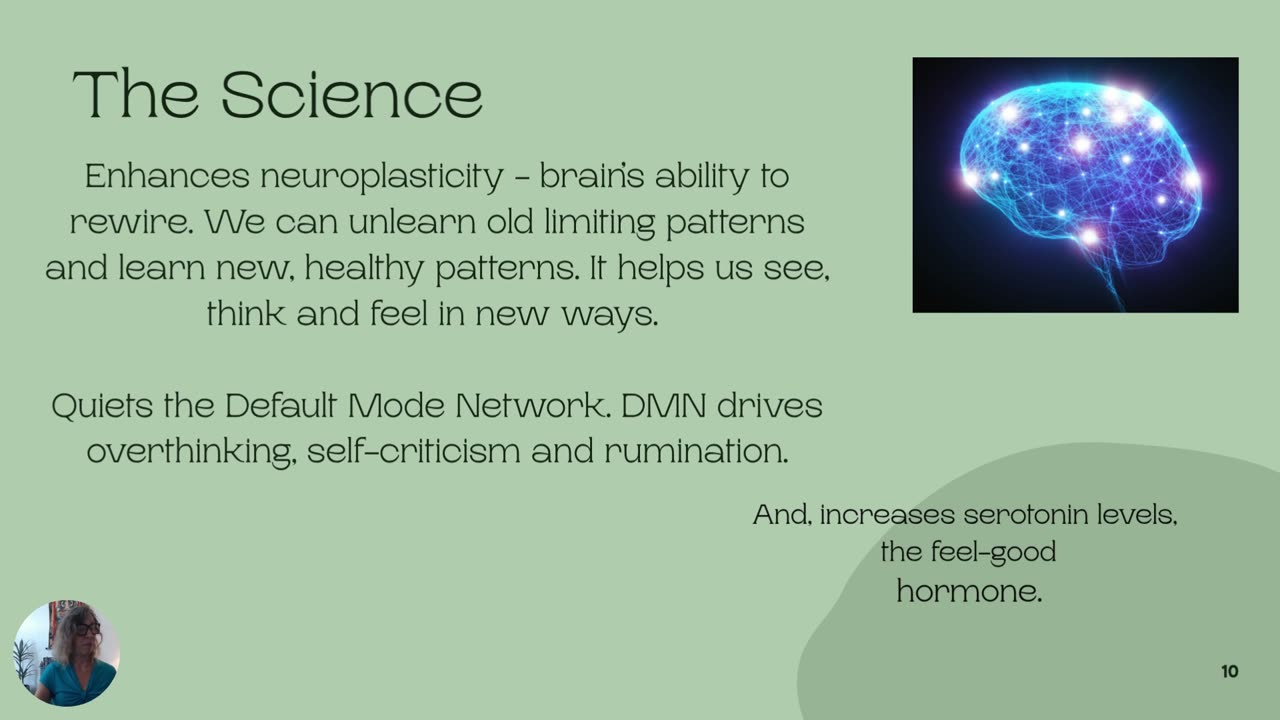 The Science
Enhances neuroplasticity - brain's ability to
rewire. We can unlearn old limiting patterns
and learn new, healthy patterns. It helps us see,
think and feel in new ways.
Quiets the Default Mode Network. DMN drives
overthinking, self-criticism and rumination.
And, increases serotonin levels,
the feel-good
hormone.
10